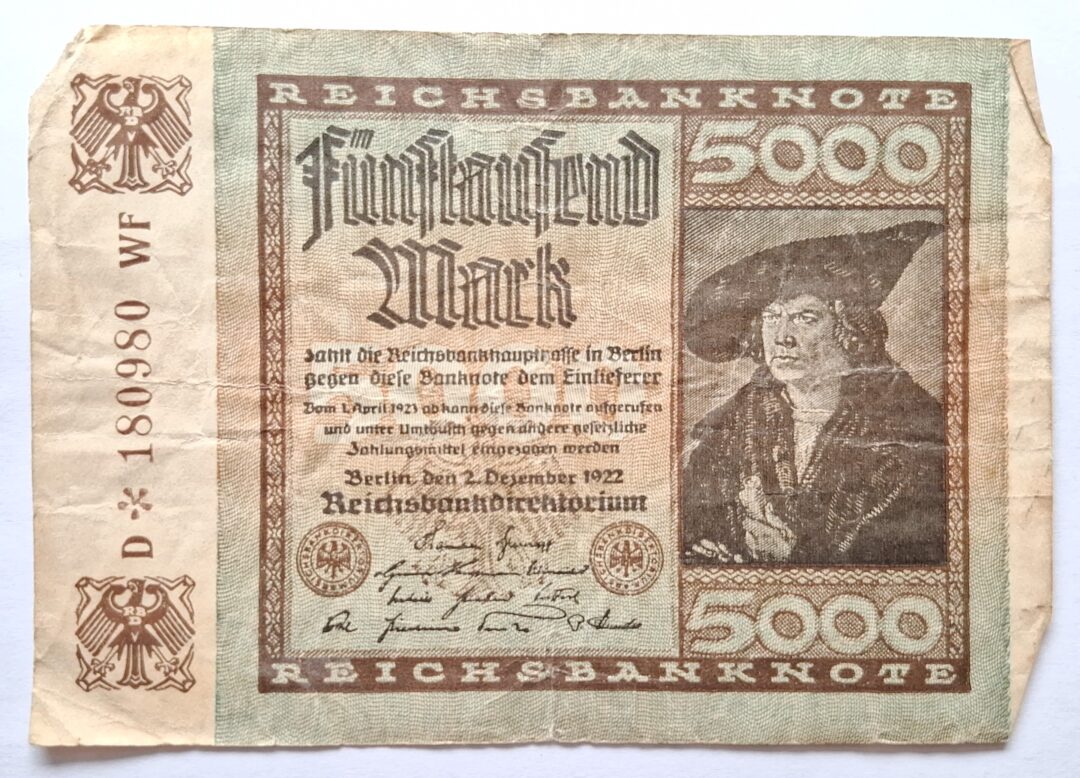 REICHSBANKNOTE
5000
Fünftausend
Mark
Zahlt die Reichsbankhauptkasse in Berlin
gegen diese Banknote dem Einlieferer
Vom 1. April 1923 ab kann diese Banknote aufgerufen
und unter Umtausch gegen andere gesetzliche
Zahlungsmittel eingezogen werden
Berlin, den 2. Dezember 1922
Reichsbankdirektorium
5000
5000
REICHSBANKNOTE
D * 180980 WF